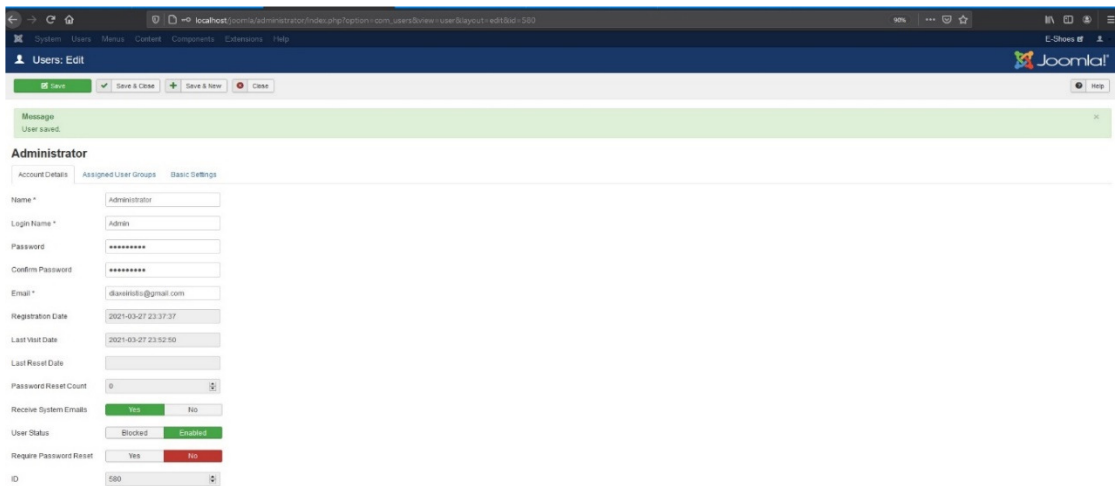 localhost/joomla/administrator/index.php?option=com_users&view=user&layout=edit&id=580
90%
System Users Menus Content Components Extensions Help
E-Shoes
Users: Edit
Joomla!
Save
Save & Close
Save & New
Close
Help
Message
User saved.
Administrator
Account Details
Assigned User Groups
Basic Settings
Name *
Administrator
Login Name *
Admin
Password
•••••••••
Confirm Password
•••••••••
Email *
diaxeiristis@gmail.com
Registration Date
2021-03-27 23:37:37
Last Visit Date
2021-03-27 23:52:50
Last Reset Date
Password Reset Count
0
Receive System Emails
Yes
No
User Status
Blocked
Enabled
Require Password Reset
Yes
No
ID
580